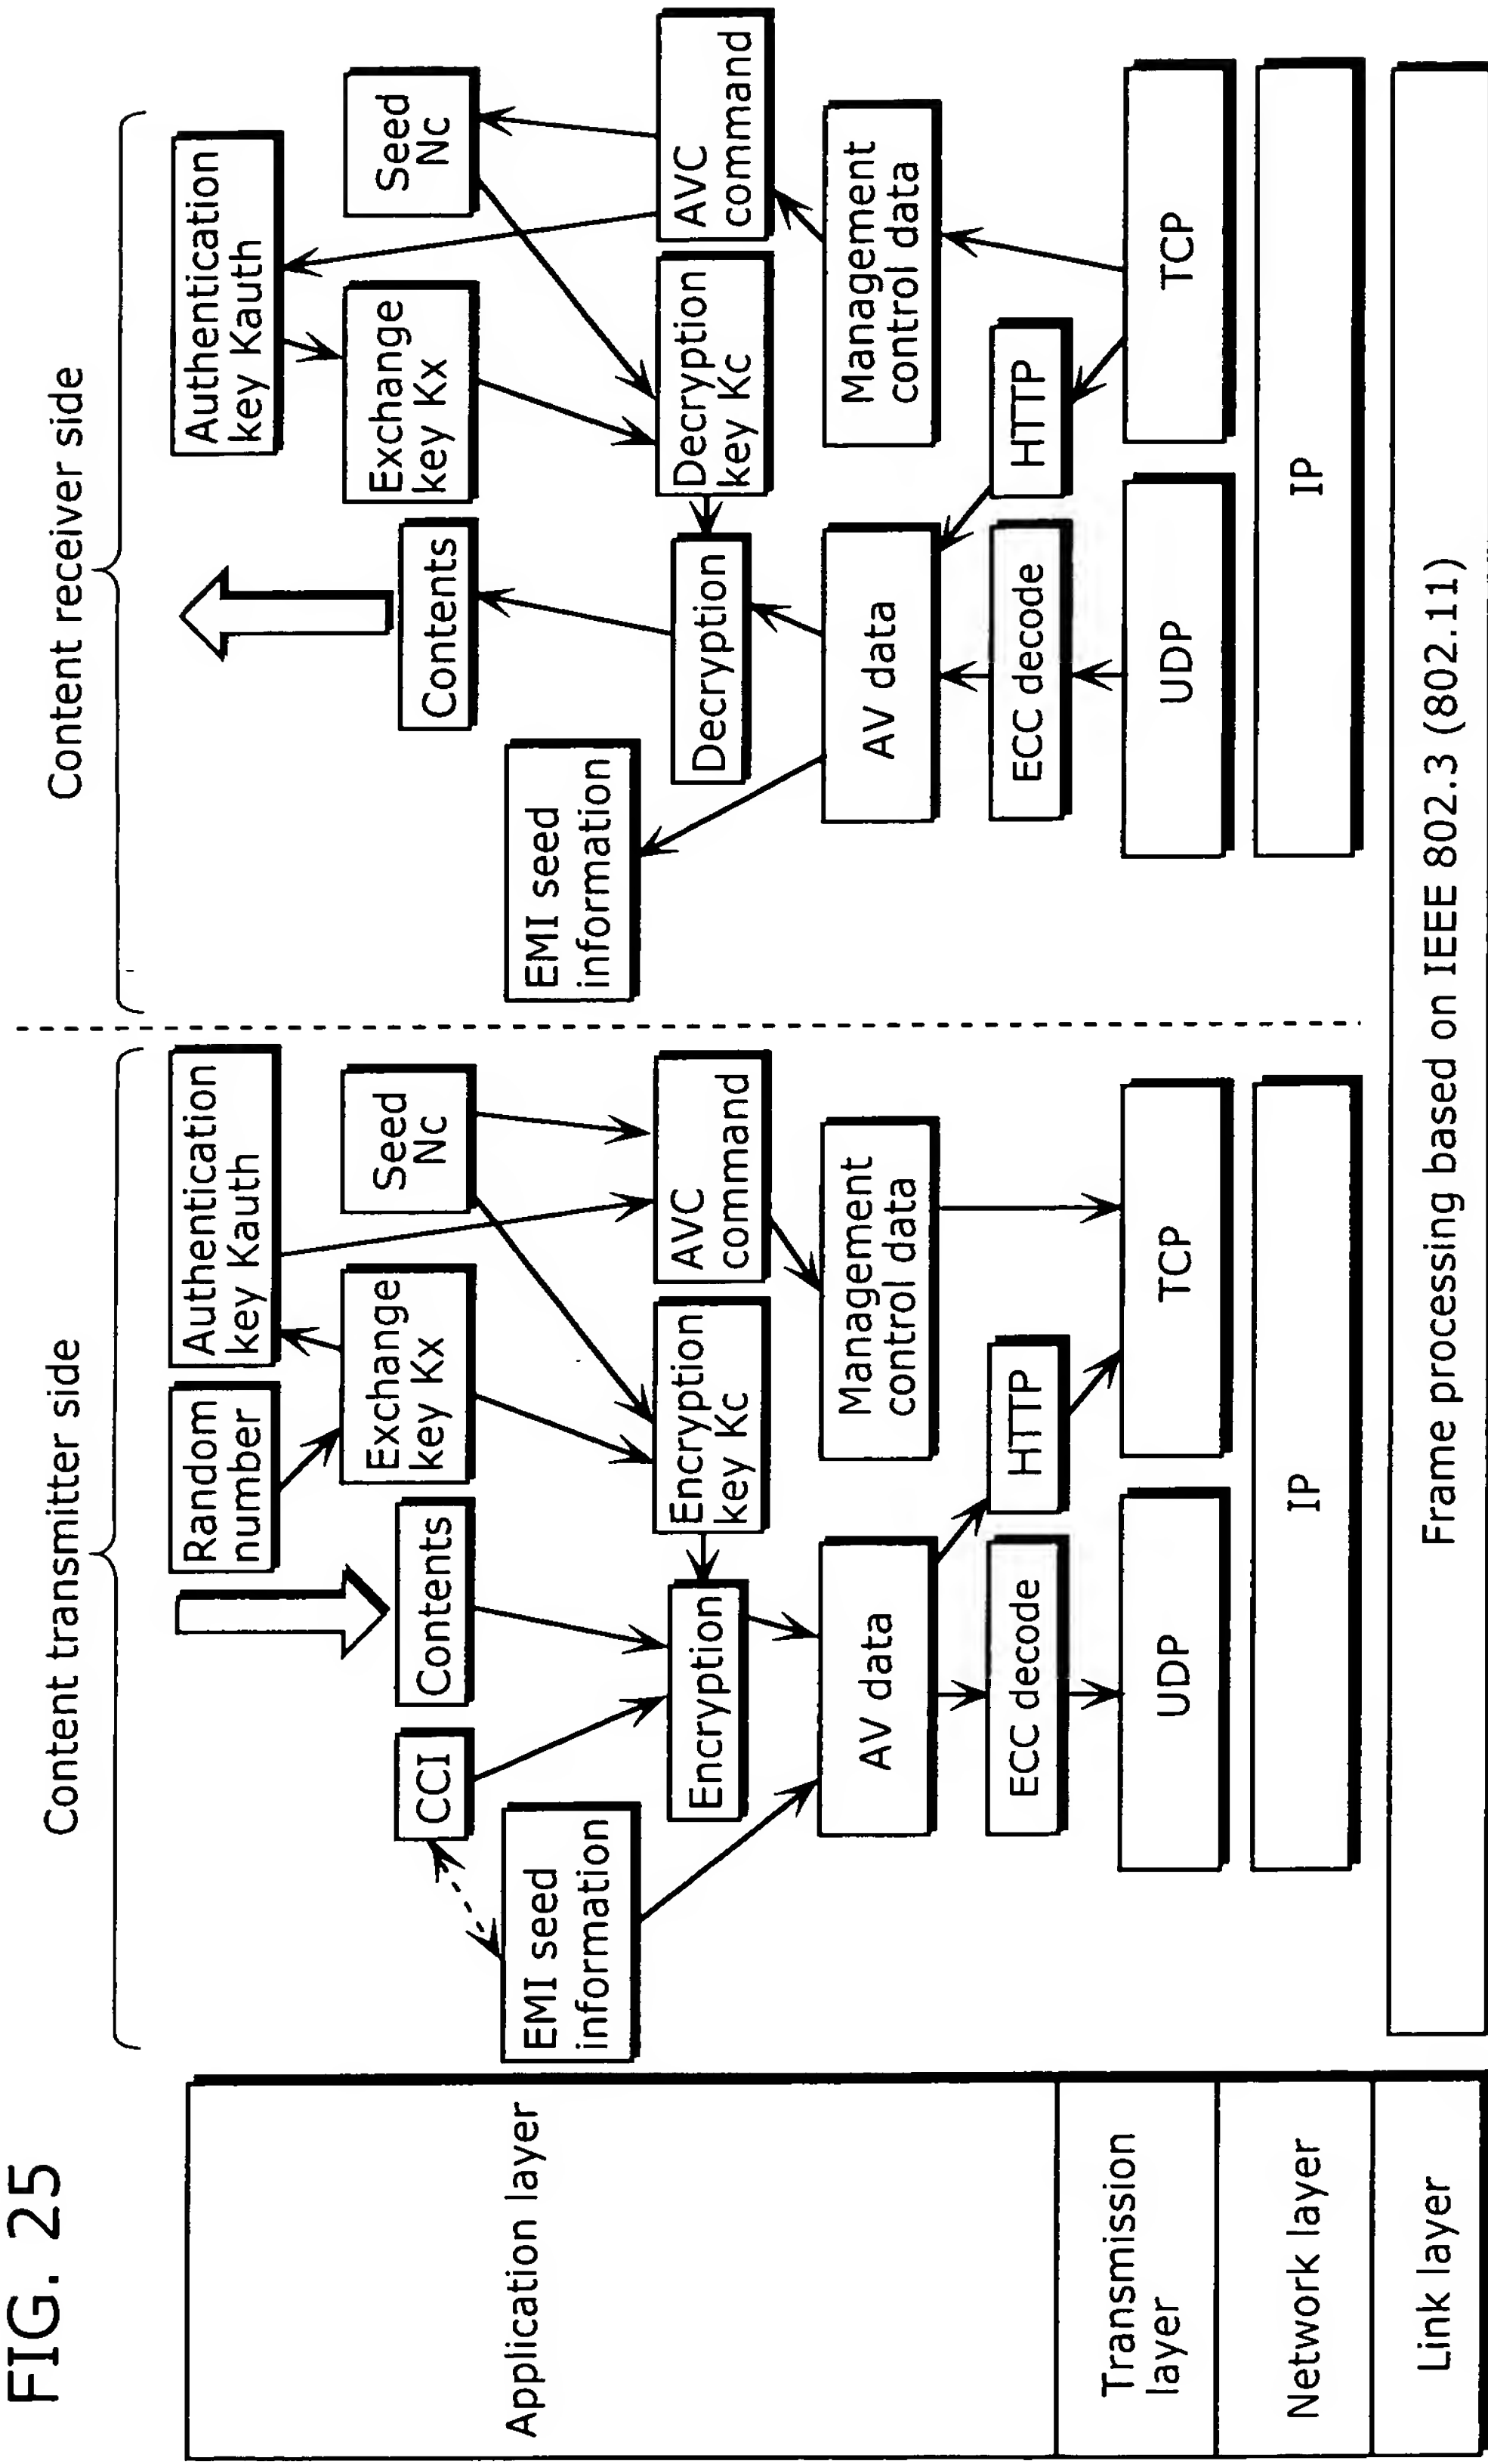 FIG. 25
Content transmitter side
Content receiver side
Application layer
Transmission
layer
Network layer
Link layer
Random
number
Authentication
key Kauth
Exchange
key Kx
Seed
Nc
CCI
Contents
EMI seed
information
Encryption
Encryption
key Kc
AVC
command
AV data
Management
control data
ECC decode
HTTP
UDP
TCP
IP
Authentication
key Kauth
Exchange
key Kx
Seed
Nc
Contents
EMI seed
information
Decryption
Decryption
key Kc
AVC
command
AV data
Management
control data
ECC decode
HTTP
UDP
TCP
IP
Frame processing based on IEEE 802.3 (802.11)